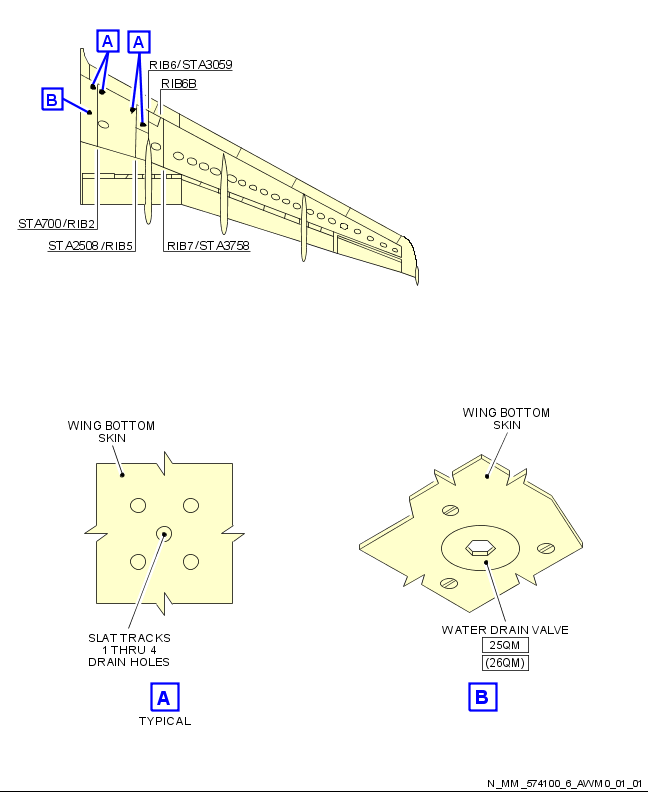 A
A
RIB6/STA3059
RIB6B
B
STA700/RIB2
STA2508/RIB5
RIB7/STA3758
WING BOTTOM
SKIN
WING BOTTOM
SKIN
SLAT TRACKS
1 THRU 4
DRAIN HOLES
WATER DRAIN VALVE
25QM
(26QM)
A
TYPICAL
B
N_MM_574100_6_AVM0_01_01